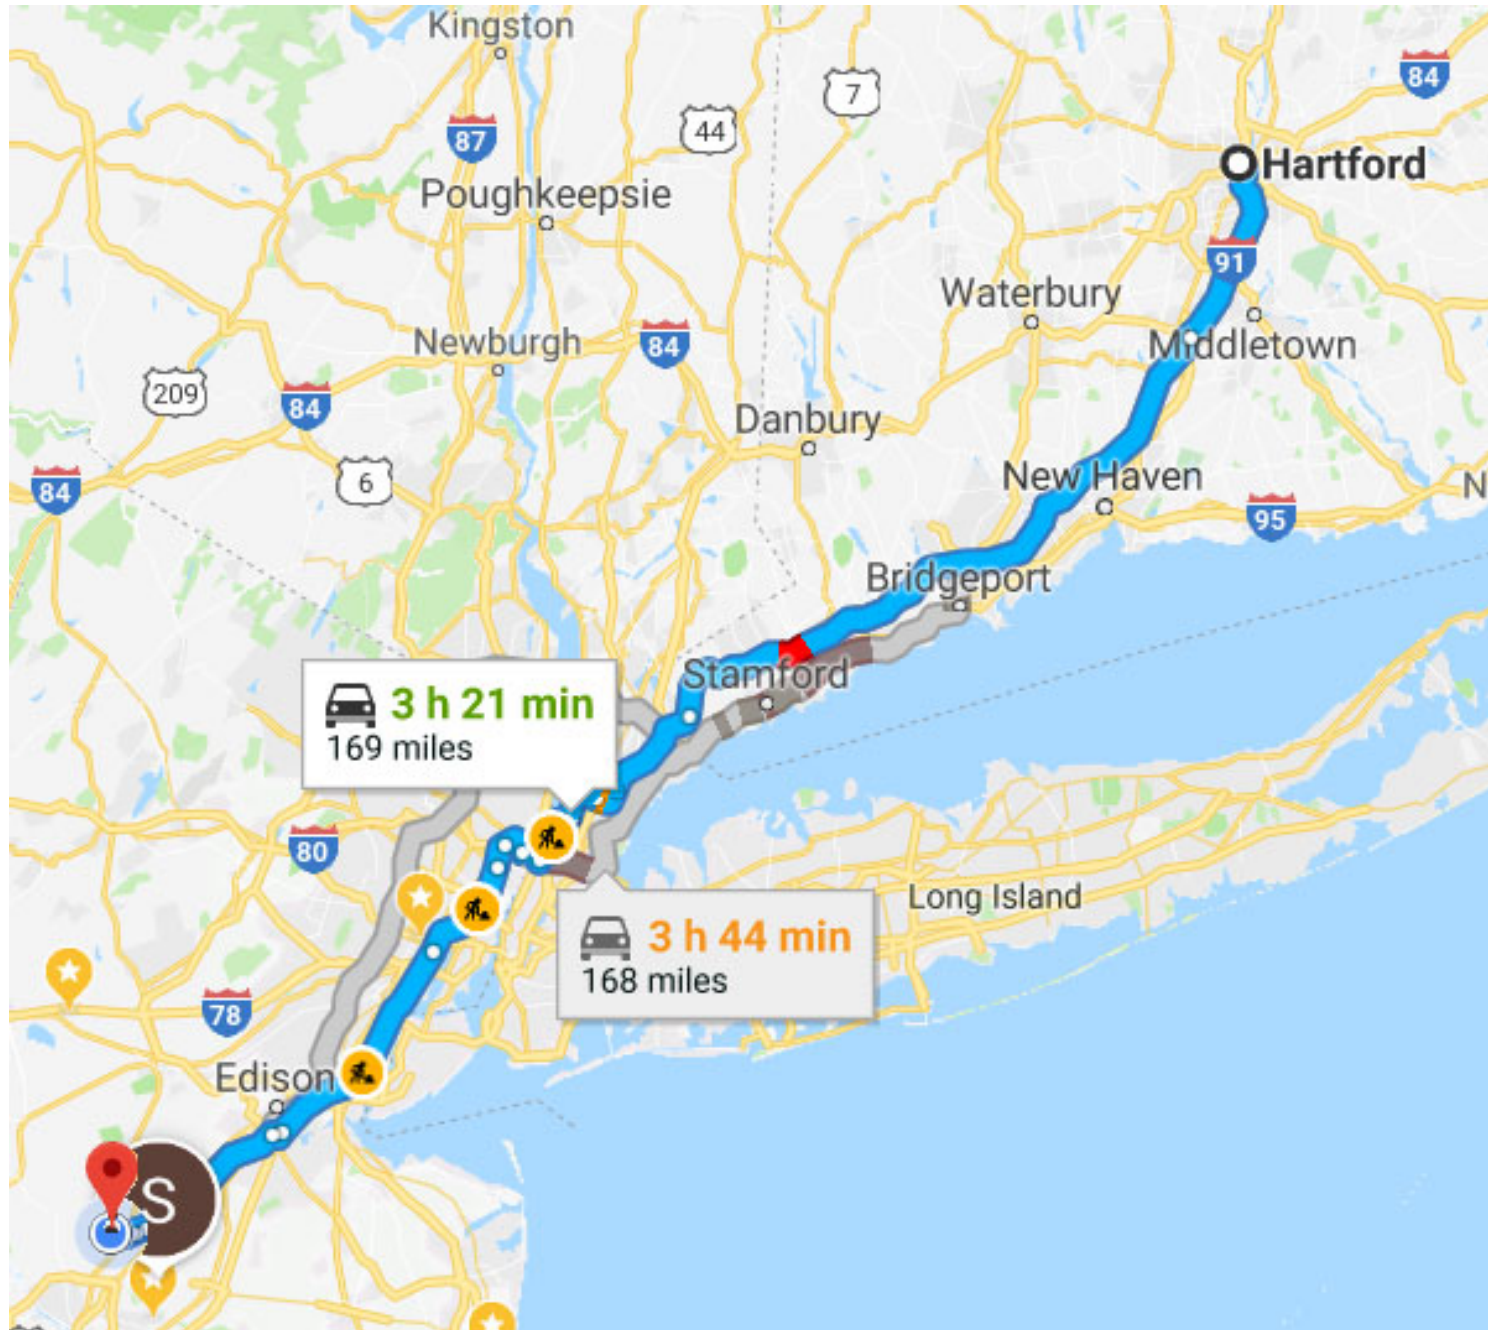 Kingston
84
7
44
87
Hartford
Poughkeepsie
91
Waterbury
Newburgh
84
Middletown
209
84
Danbury
6
New Haven
84
N
95
Bridgeport
Stamford
3 h 21 min
169 miles
80
Long Island
3 h 44 min
168 miles
78
Edison
S